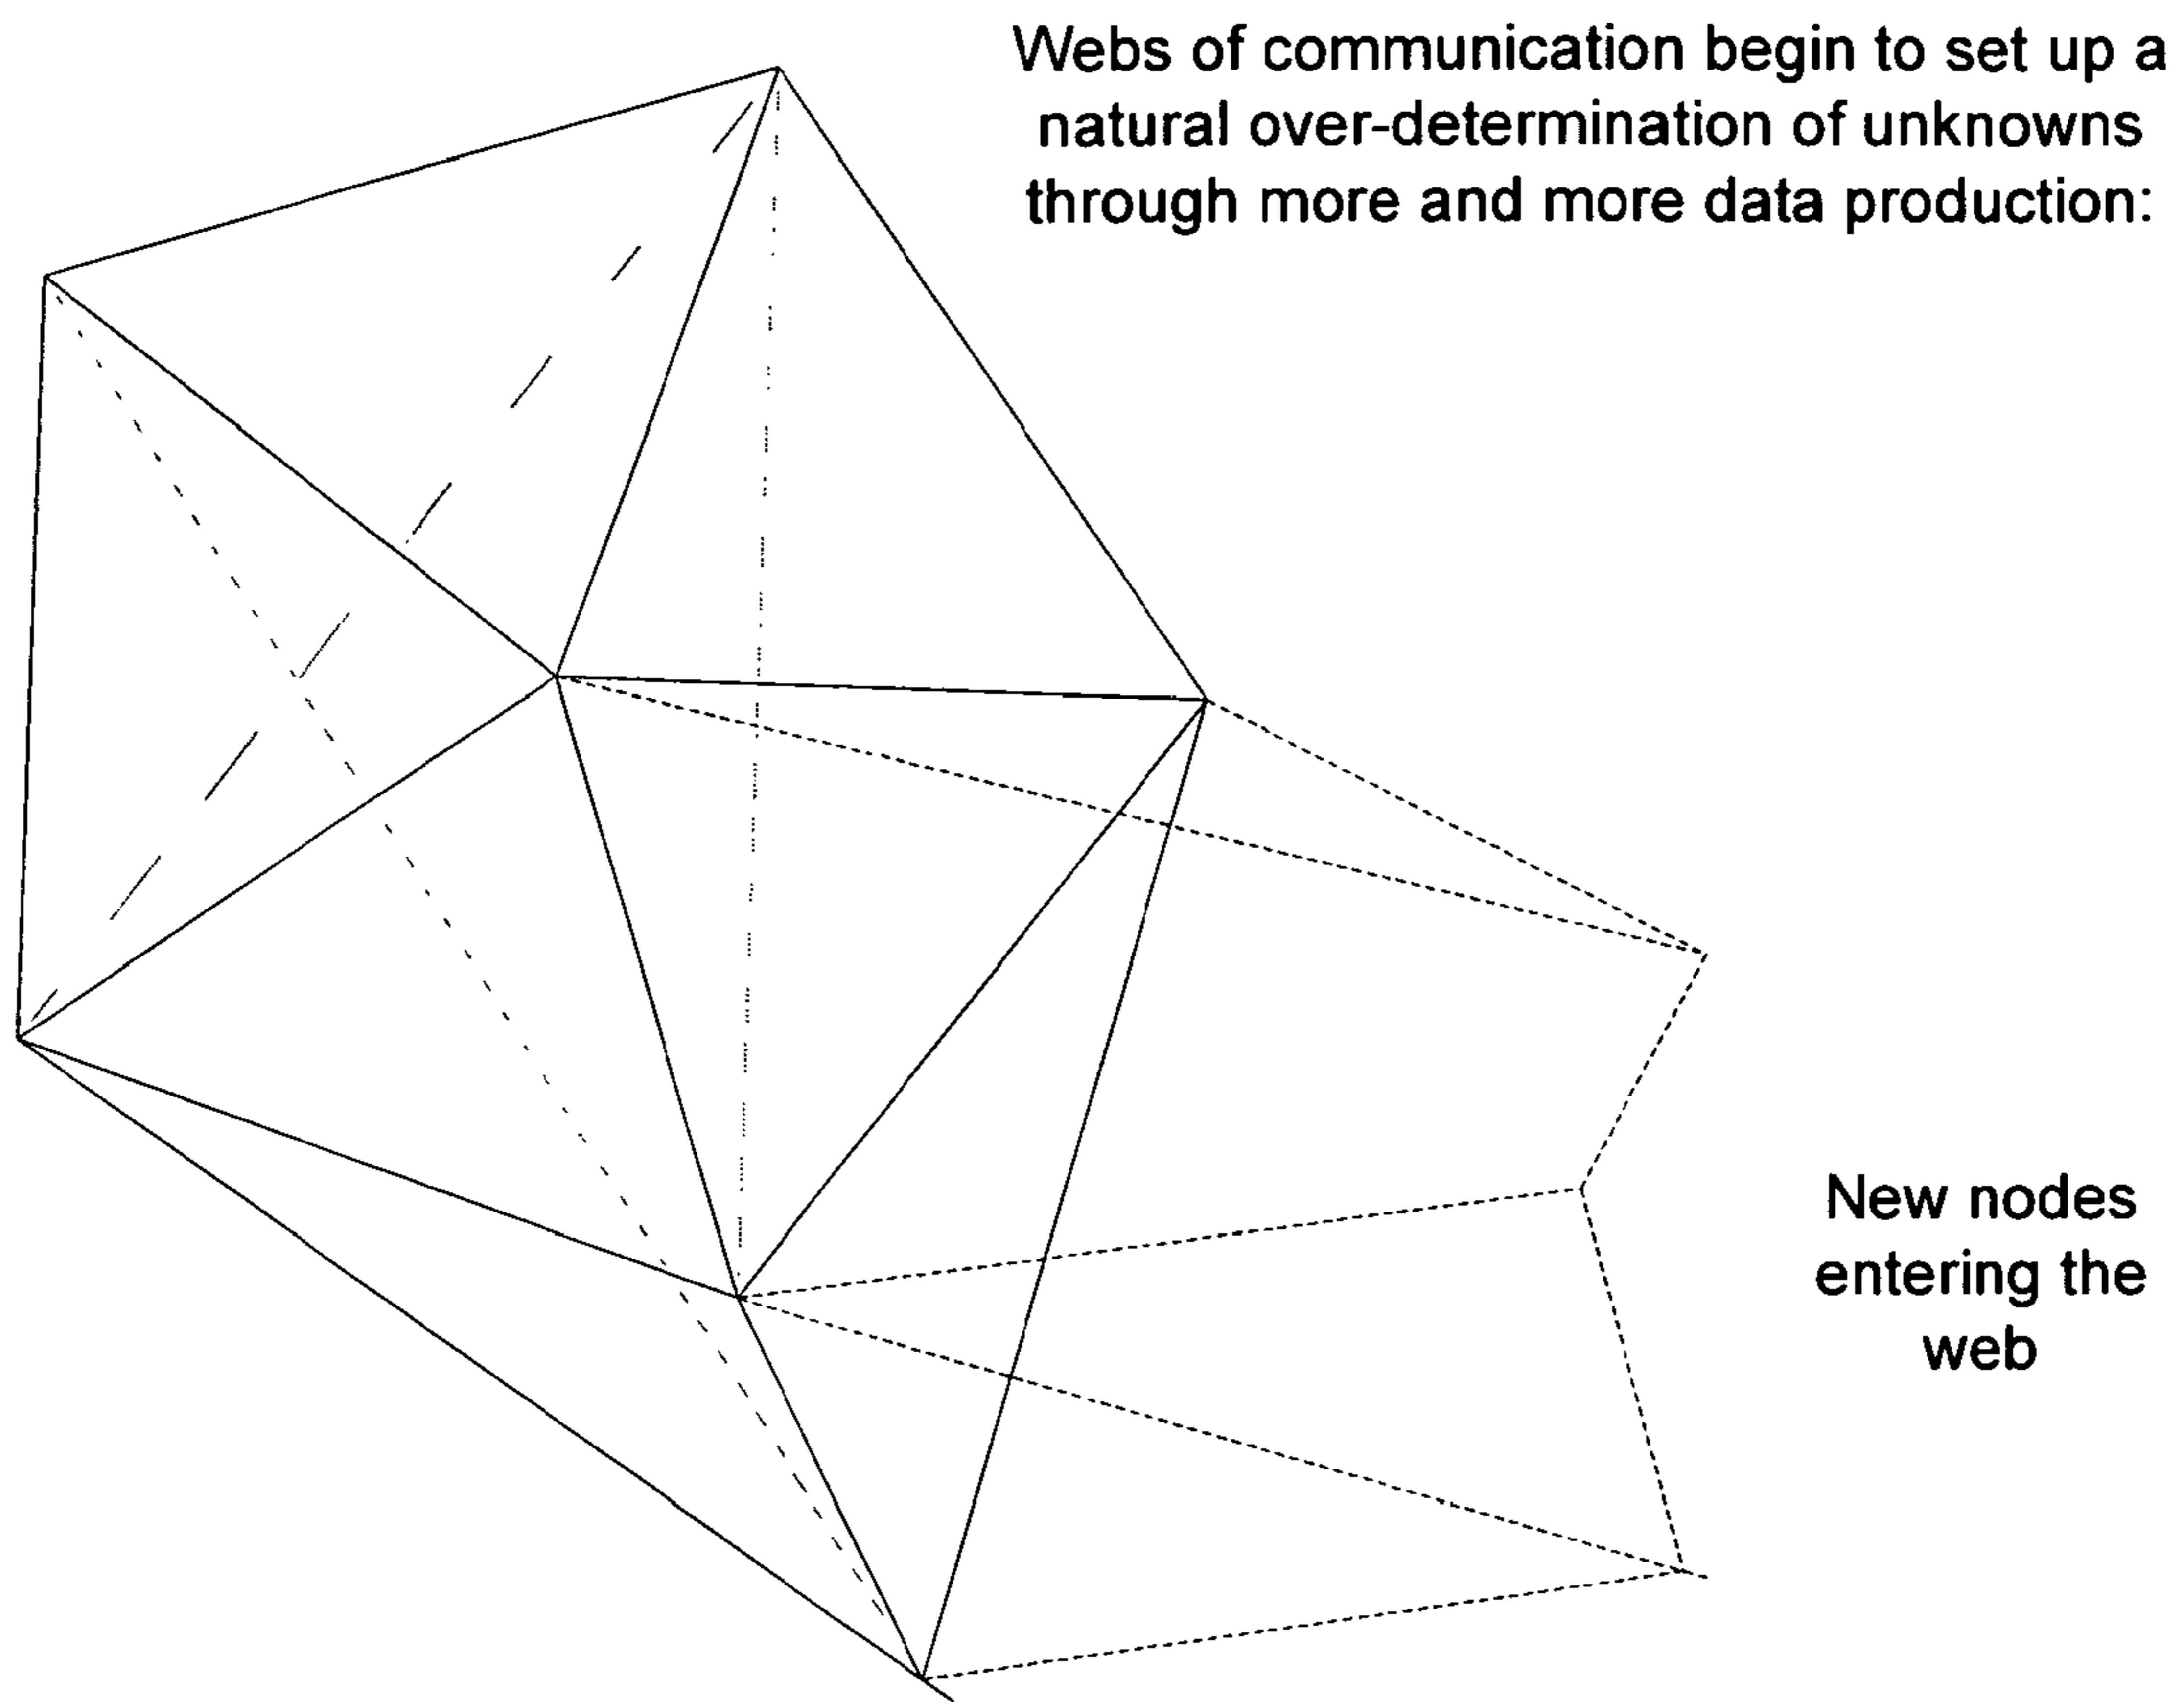 Webs of communication begin to set up a
natural over-determination of unknowns
through more and more data production:
New nodes
entering the
web